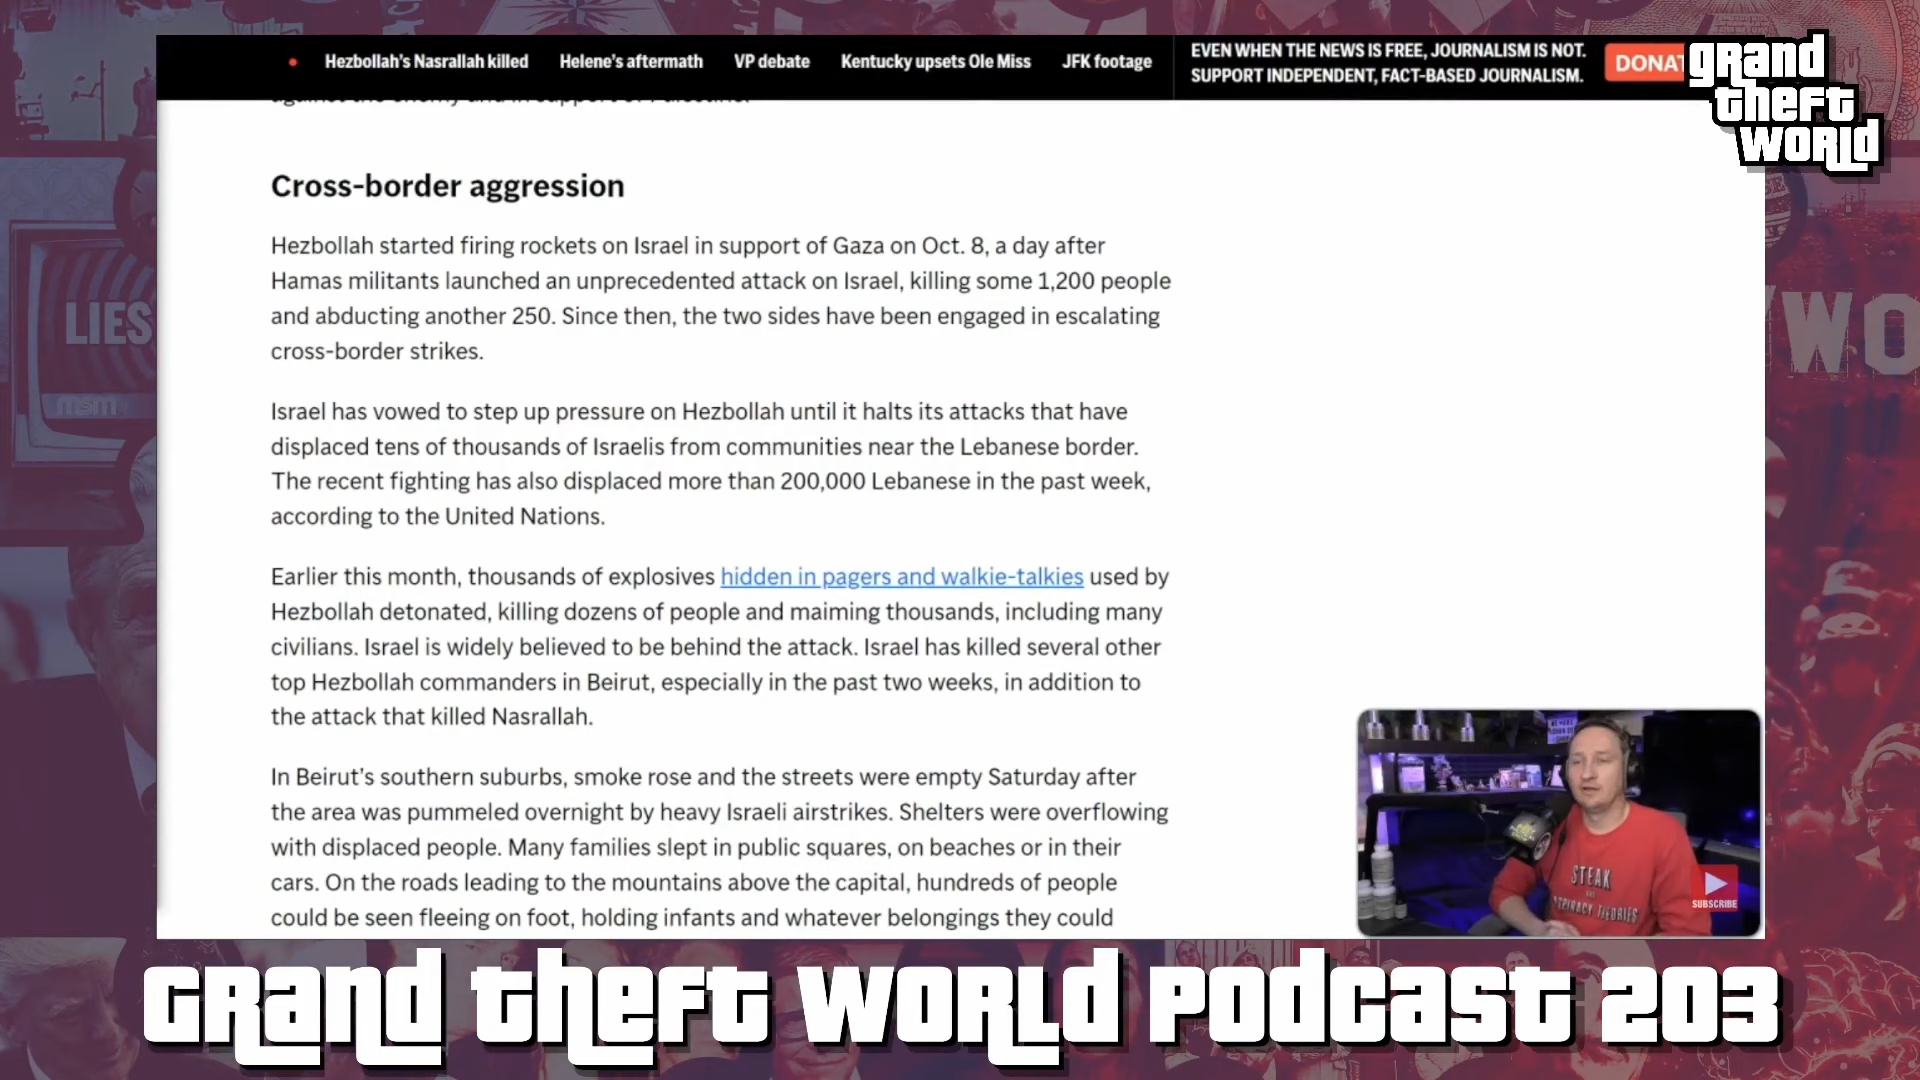 Hezbollah's Nasrallah killed
Helene's aftermath
VP debate
Kentucky upsets Ole Miss
JFK footage
EVEN WHEN THE NEWS IS FREE, JOURNALISM IS NOT.
SUPPORT INDEPENDENT, FACT-BASED JOURNALISM.
DONAT
grand
theft
world
against the enemy and in support of Palestine.
Cross-border aggression
Hezbollah started firing rockets on Israel in support of Gaza on Oct. 8, a day after
Hamas militants launched an unprecedented attack on Israel, killing some 1,200 people
and abducting another 250. Since then, the two sides have been engaged in escalating
cross-border strikes.
Israel has vowed to step up pressure on Hezbollah until it halts its attacks that have
displaced tens of thousands of Israelis from communities near the Lebanese border.
The recent fighting has also displaced more than 200,000 Lebanese in the past week,
according to the United Nations.
Earlier this month, thousands of explosives hidden in pagers and walkie-talkies used by
Hezbollah detonated, killing dozens of people and maiming thousands, including many
civilians. Israel is widely believed to be behind the attack. Israel has killed several other
top Hezbollah commanders in Beirut, especially in the past two weeks, in addition to
the attack that killed Nasrallah.
In Beirut's southern suburbs, smoke rose and the streets were empty Saturday after
the area was pummeled overnight by heavy Israeli airstrikes. Shelters were overflowing
with displaced people. Many families slept in public squares, on beaches or in their
cars. On the roads leading to the mountains above the capital, hundreds of people
could be seen fleeing on foot, holding infants and whatever belongings they could
LIES
msm
WO
STEAK
THEORIES
SUBSCRIBE
Grand theft world Podcast 203